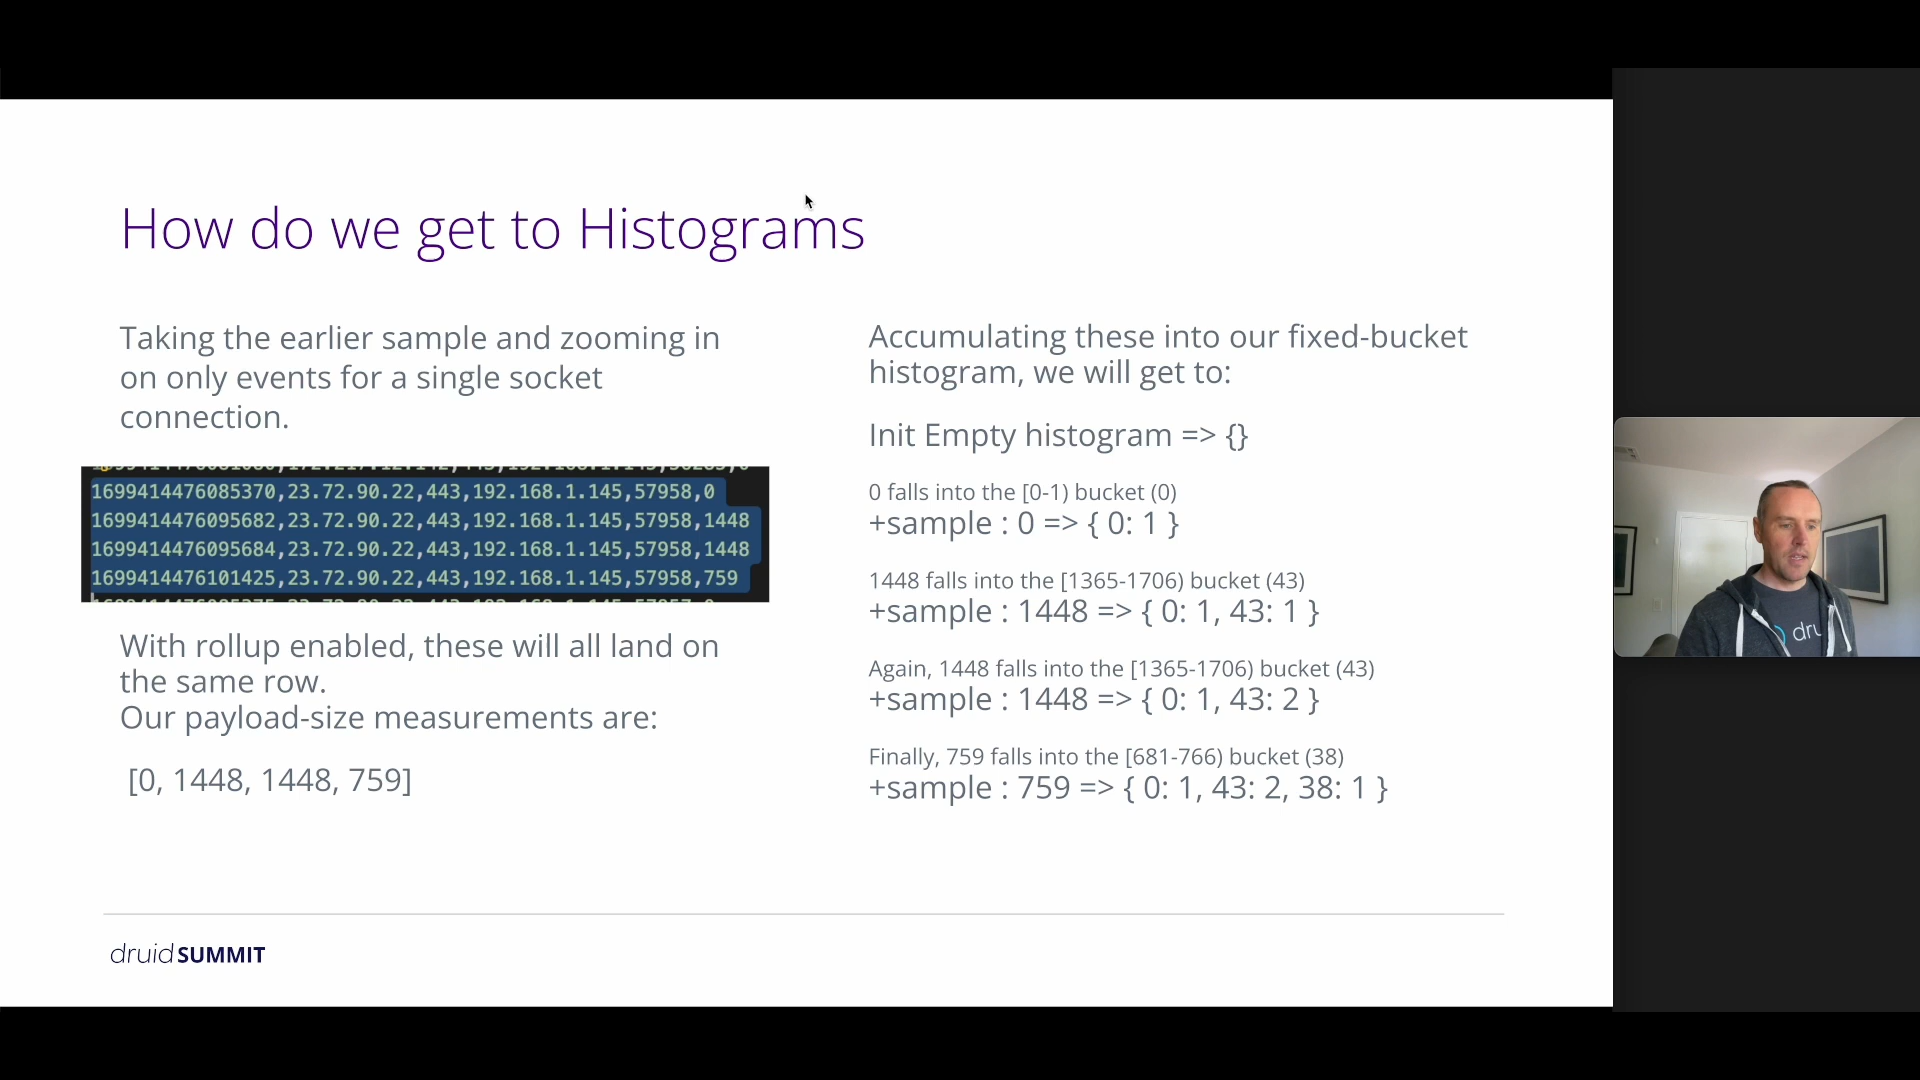 How do we get to Histograms
Taking the earlier sample and zooming in
on only events for a single socket
connection.
1699414476085370,23.72.90.22,443,192.168.1.145,57958,0
1699414476095682,23.72.90.22,443,192.168.1.145,57958,1448
1699414476095684,23.72.90.22,443,192.168.1.145,57958,1448
1699414476101425,23.72.90.22,443,192.168.1.145,57958,759
With rollup enabled, these will all land on
the same row.
Our payload-size measurements are:
[0, 1448, 1448, 759]
Accumulating these into our fixed-bucket
histogram, we will get to:
Init Empty histogram => {}
0 falls into the [0-1) bucket (0)
+sample : 0 => { 0: 1 }
1448 falls into the [1365-1706) bucket (43)
+sample : 1448 => { 0: 1, 43: 1 }
Again, 1448 falls into the [1365-1706) bucket (43)
+sample : 1448 => { 0: 1, 43: 2 }
Finally, 759 falls into the [681-766) bucket (38)
+sample : 759 => { 0: 1, 43: 2, 38: 1 }
druid SUMMIT
dru